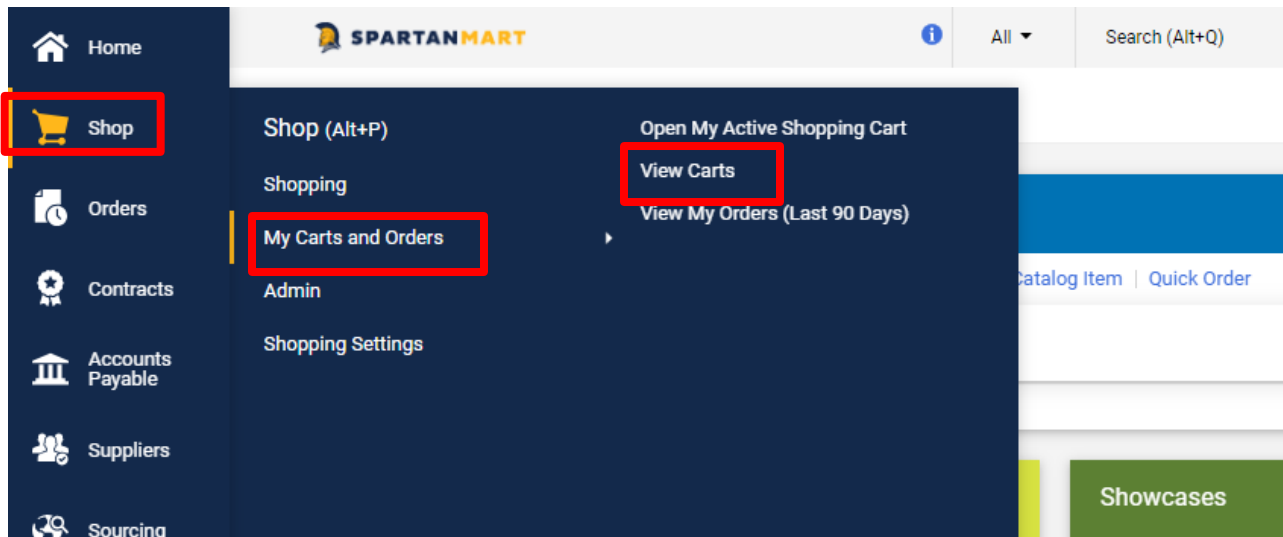 Home
SPARTANMART
All
Search (Alt+Q)
Shop
Shop (Alt+P)
Open My Active Shopping Cart
Shopping
View Carts
Orders
My Carts and Orders
View My Orders (Last 90 Days)
Contracts
Admin
Catalog Item | Quick Order
Accounts
Payable
Shopping Settings
Suppliers
Showcases
Sourcing